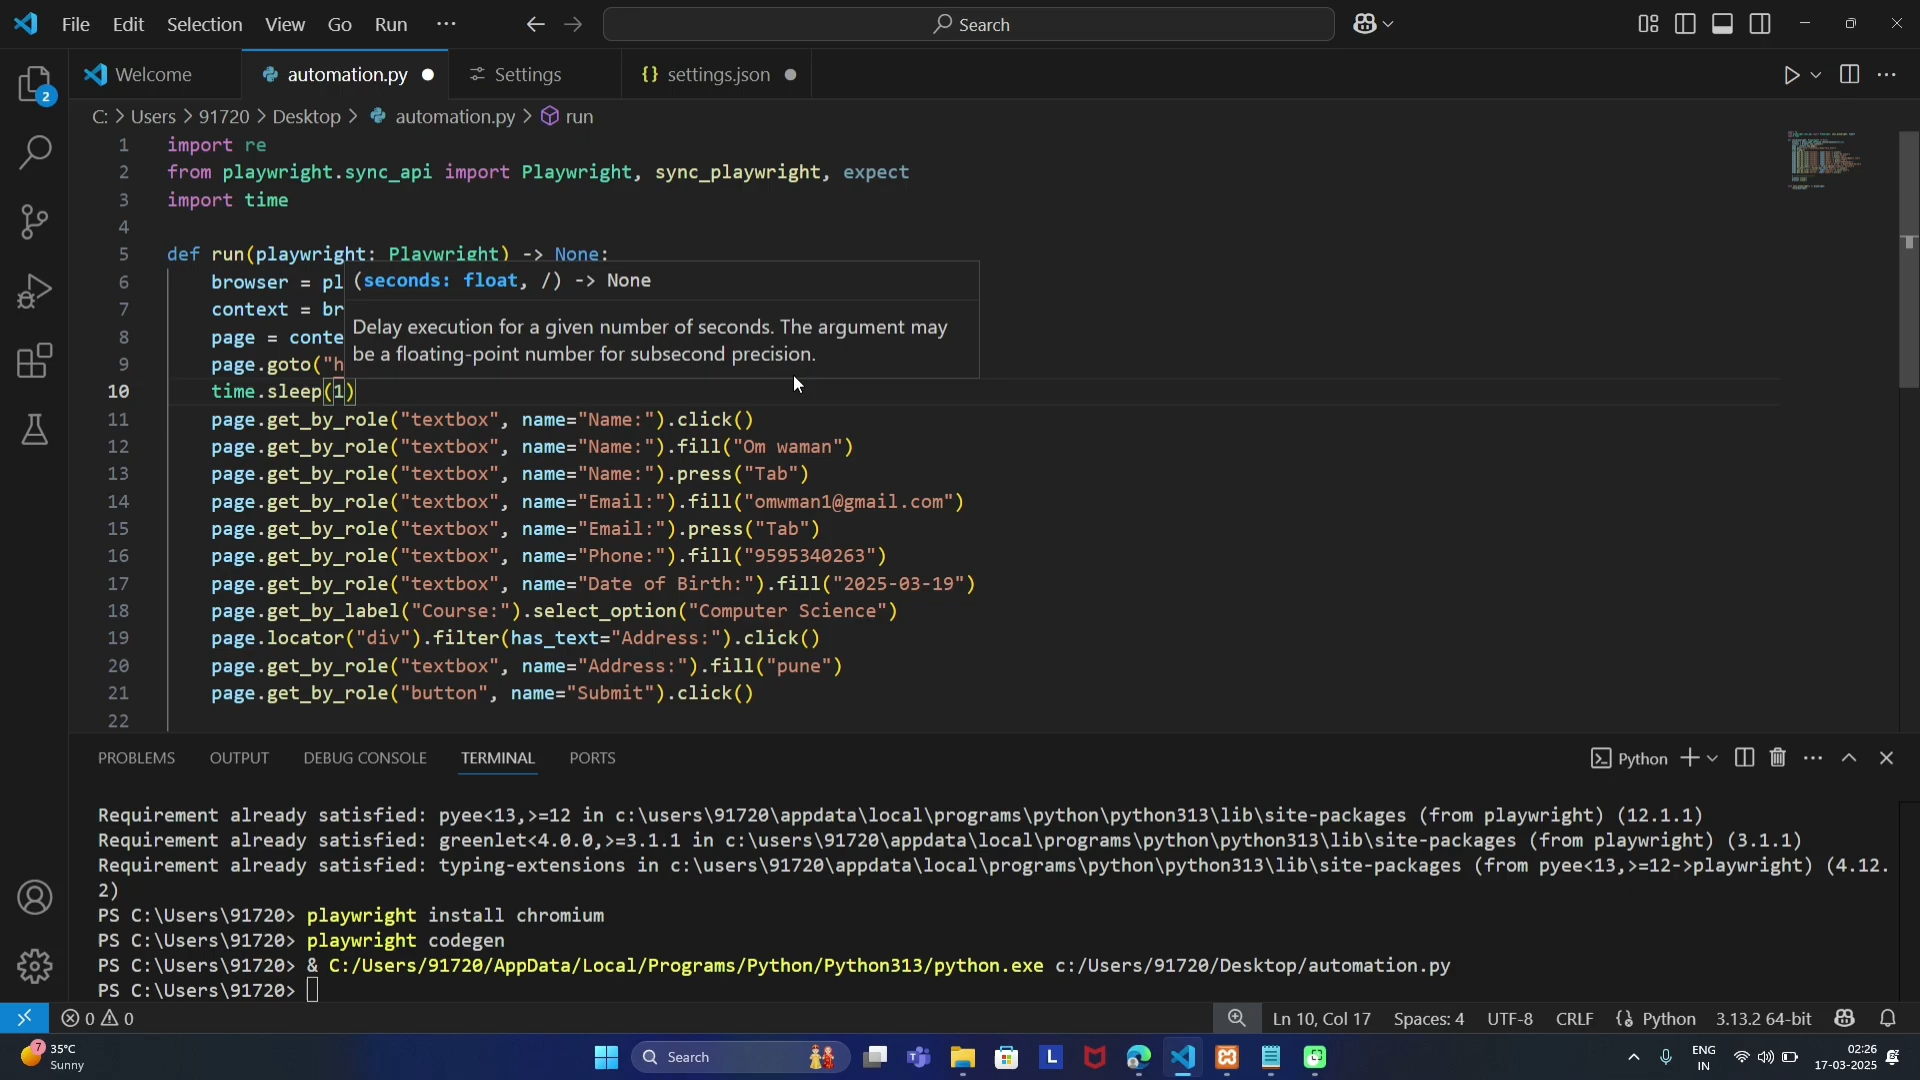 File Edit Selection View Go Run ··· Search
Welcome automation.py Settings {} settings.json
2
C: > Users > 91720 > Desktop > automation.py > run
1 import re
2 from playwright.sync_api import Playwright, sync_playwright, expect
3 import time
4
5 def run(playwright: Playwright) -> None:
6 browser = pl
(seconds: float, /) -> None
7 context = br
Delay execution for a given number of seconds. The argument may
8 page = conte
be a floating-point number for subsecond precision.
9 page.goto("h
10 time.sleep(1)
11 page.get_by_role("textbox", name="Name:").click()
12 page.get_by_role("textbox", name="Name:").fill("Om waman")
13 page.get_by_role("textbox", name="Name:").press("Tab")
14 page.get_by_role("textbox", name="Email:").fill("omwman1@gmail.com")
15 page.get_by_role("textbox", name="Email:").press("Tab")
16 page.get_by_role("textbox", name="Phone:").fill("9595340263")
17 page.get_by_role("textbox", name="Date of Birth:").fill("2025-03-19")
18 page.get_by_label("Course:").select_option("Computer Science")
19 page.locator("div").filter(has_text="Address:").click()
20 page.get_by_role("textbox", name="Address:").fill("pune")
21 page.get_by_role("button", name="Submit").click()
22
PROBLEMS OUTPUT DEBUG CONSOLE TERMINAL PORTS Python
Requirement already satisfied: pyee<13,>=12 in c:\users\91720\appdata\local\programs\python\python313\lib\site-packages (from playwright) (12.1.1)
Requirement already satisfied: greenlet<4.0.0,>=3.1.1 in c:\users\91720\appdata\local\programs\python\python313\lib\site-packages (from playwright) (3.1.1)
Requirement already satisfied: typing-extensions in c:\users\91720\appdata\local\programs\python\python313\lib\site-packages (from pyee<13,>=12->playwright) (4.12.
2)
PS C:\Users\91720> playwright install chromium
PS C:\Users\91720> playwright codegen
PS C:\Users\91720> & C:/Users/91720/AppData/Local/Programs/Python/Python313/python.exe c:/Users/91720/Desktop/automation.py
PS C:\Users\91720>
0 0 Ln 10, Col 17 Spaces: 4 UTF-8 CRLF Python 3.13.2 64-bit
7 35°C Search ENG 02:26
Sunny IN 17-03-2025